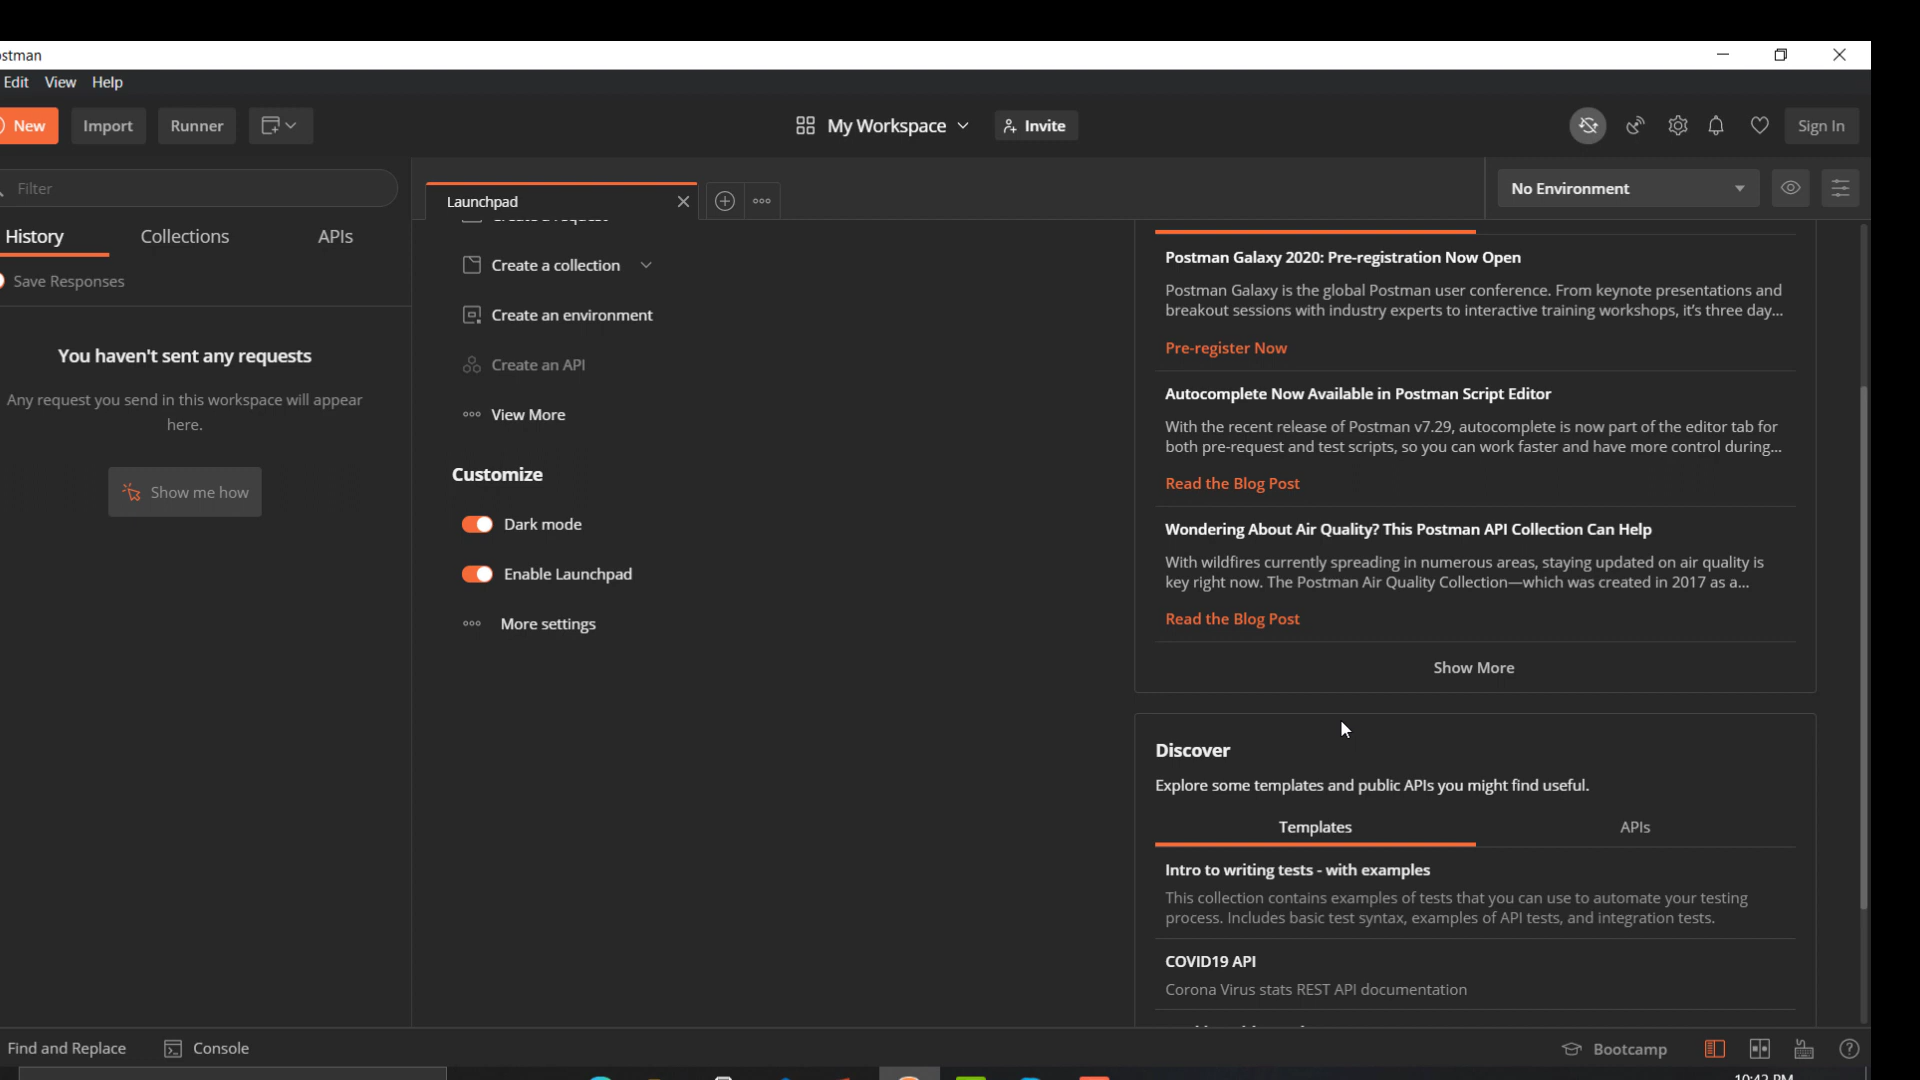 ostman
Edit View Help
New Import Runner My Workspace Invite Sign In
Filter
Launchpad
No Environment
History Collections APIs
Save Responses
You haven't sent any requests
Any request you send in this workspace will appear
here.
Show me how
Create a request
Create a collection
Create an environment
Create an API
View More
Customize
Dark mode
Enable Launchpad
More settings
Postman Galaxy 2020: Pre-registration Now Open
Postman Galaxy is the global Postman user conference. From keynote presentations and
breakout sessions with industry experts to interactive training workshops, it's three day...
Pre-register Now
Autocomplete Now Available in Postman Script Editor
With the recent release of Postman v7.29, autocomplete is now part of the editor tab for
both pre-request and test scripts, so you can work faster and have more control during...
Read the Blog Post
Wondering About Air Quality? This Postman API Collection Can Help
With wildfires currently spreading in numerous areas, staying updated on air quality is
key right now. The Postman Air Quality Collection—which was created in 2017 as a...
Read the Blog Post
Show More
Discover
Explore some templates and public APIs you might find useful.
Templates APIs
Intro to writing tests - with examples
This collection contains examples of tests that you can use to automate your testing
process. Includes basic test syntax, examples of API tests, and integration tests.
COVID19 API
Corona Virus stats REST API documentation
Find and Replace Console Bootcamp
10:42 PM